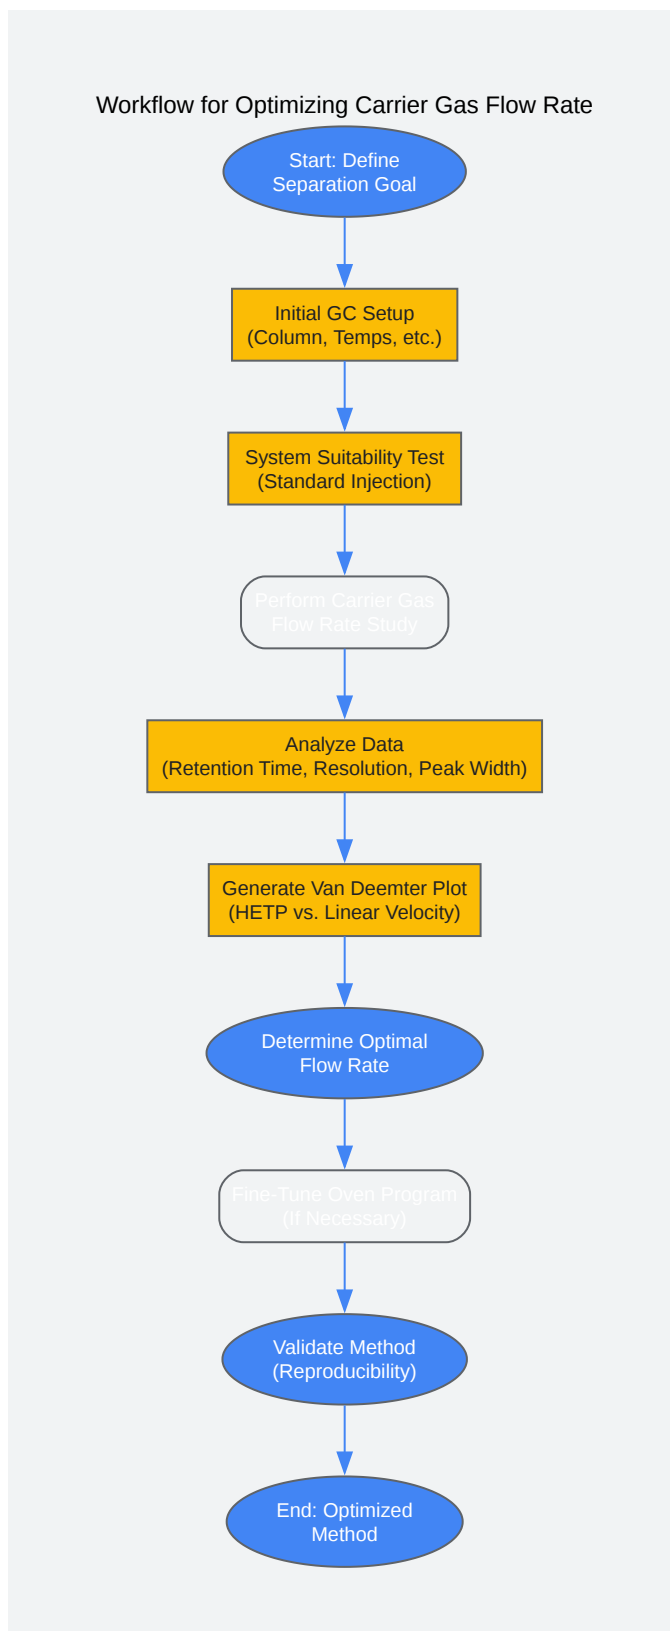 Workflow for Optimizing Carrier Gas Flow Rate
Start: Define
Separation Goal
Initial GC Setup
(Column, Temps, etc.)
System Suitability Test
(Standard Injection)
Perform Carrier Gas
Flow Rate Study
Analyze Data
(Retention Time, Resolution, Peak Width)
Generate Van Deemter Plot
(HETP vs. Linear Velocity)
Determine Optimal
Flow Rate
Fine-Tune Oven Program
(If Necessary)
Validate Method
(Reproducibility)
End: Optimized
Method